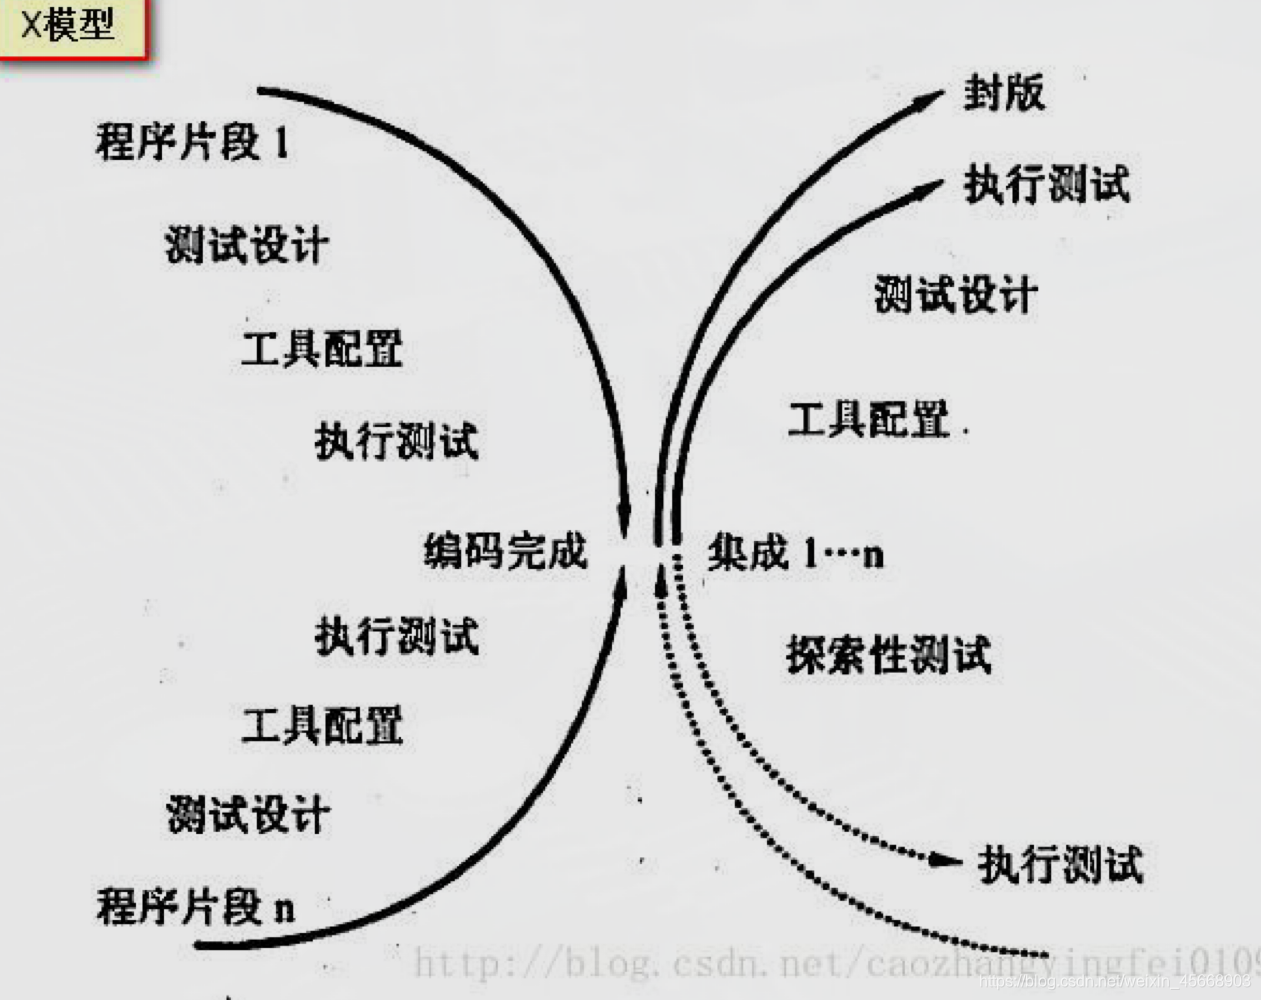 X模型
程序片段 1
测试设计
工具配置
执行测试
编码完成
执行测试
工具配置
测试设计
程序片段 n
封版
执行测试
测试设计
工具配置
集成 1…n
探索性测试
执行测试
http://blog.csdn.net/caozhangyingfei0109
https://blog.csdn.net/weixin_45668903